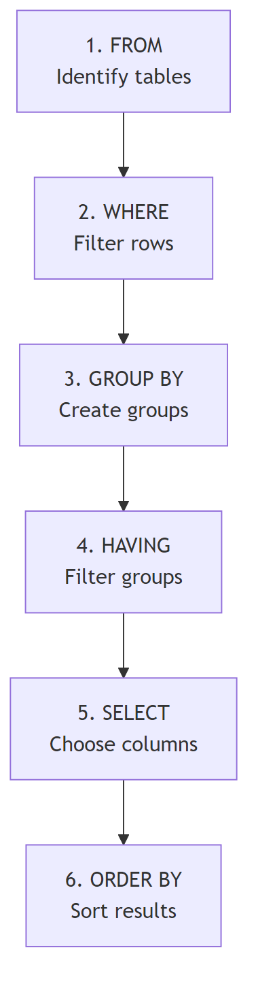 1. FROM
Identify tables
2. WHERE
Filter rows
3. GROUP BY
Create groups
4. HAVING
Filter groups
5. SELECT
Choose columns
6. ORDER BY
Sort results